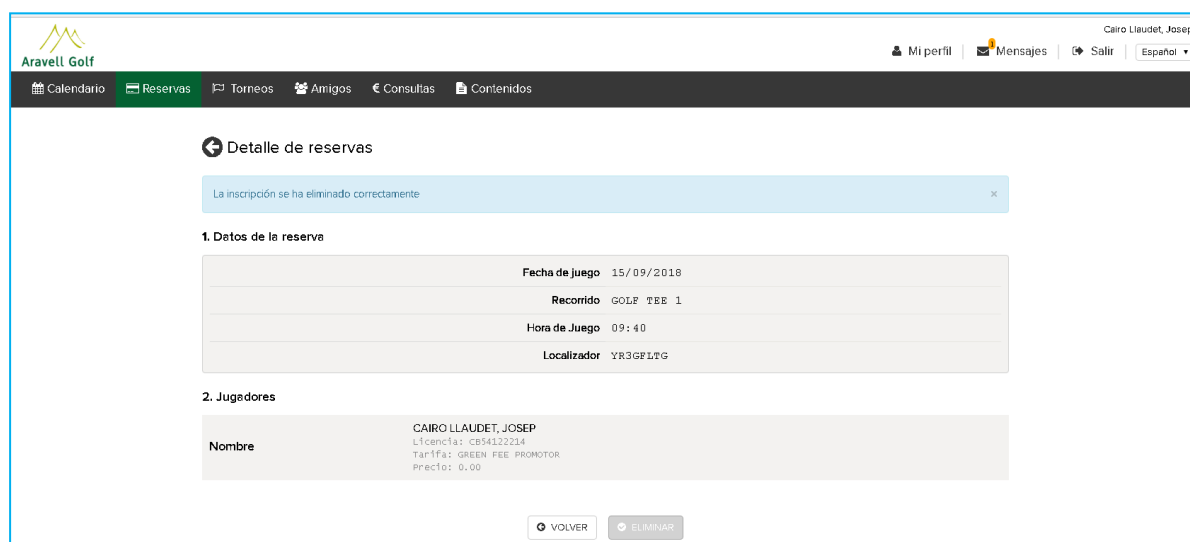 Cairo Llaudet, Josep
Aravell Golf
Mi perfil
1
Mensajes
Salir
Español
Calendario
Reservas
Torneos
Amigos
€ Consultas
Contenidos
Detalle de reservas
La inscripción se ha eliminado correctamente ×
1. Datos de la reserva
Fecha de juego 15/09/2018
Recorrido GOLF TEE 1
Hora de Juego 09:40
Localizador YR3GFLTG
2. Jugadores
Nombre
CAIRO LLAUDET, JOSEP
Licencia: CB54122214
Tarifa: GREEN FEE PROMOTOR
Precio: 0.00
VOLVER
ELIMINAR